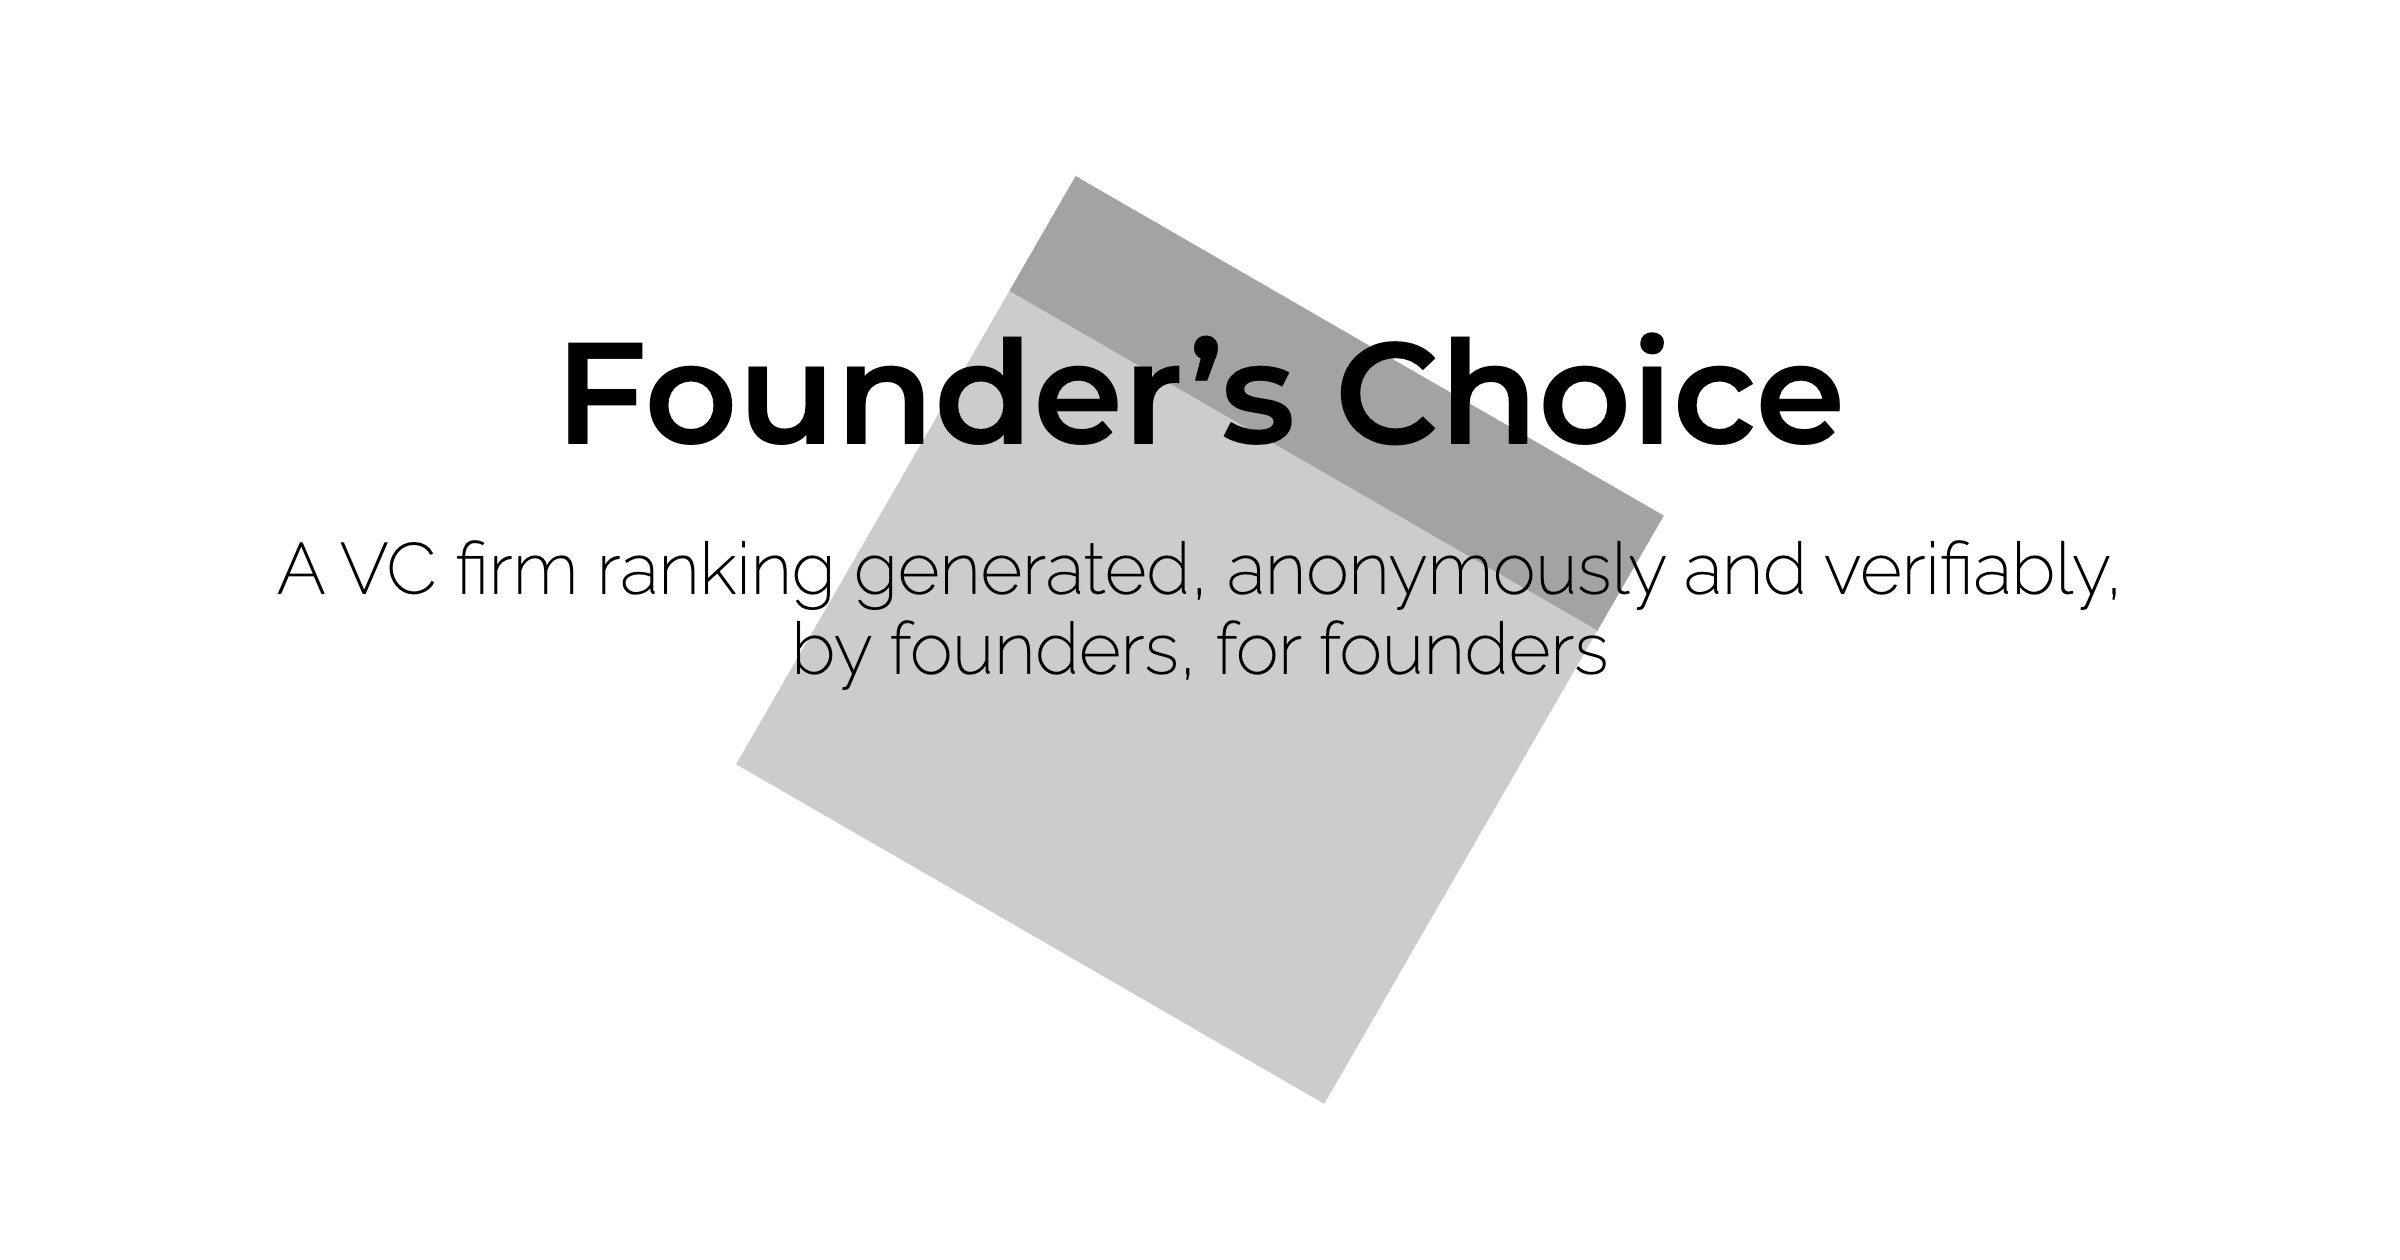 Founder’s Choice
A VC firm ranking generated, anonymously and verifiably,
by founders, for founders